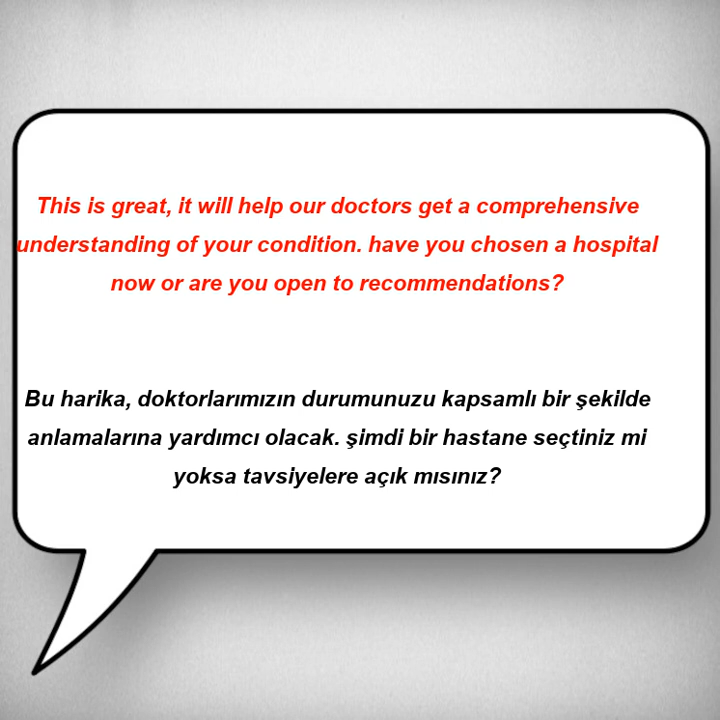 This is great, it will help our doctors get a comprehensive
understanding of your condition. have you chosen a hospital
now or are you open to recommendations?
Bu harika, doktorlarımızın durumunuzu kapsamlı bir şekilde
anlamalarına yardımcı olacak. şimdi bir hastane seçtiniz mi
yoksa tavsiyelere açık mısınız?